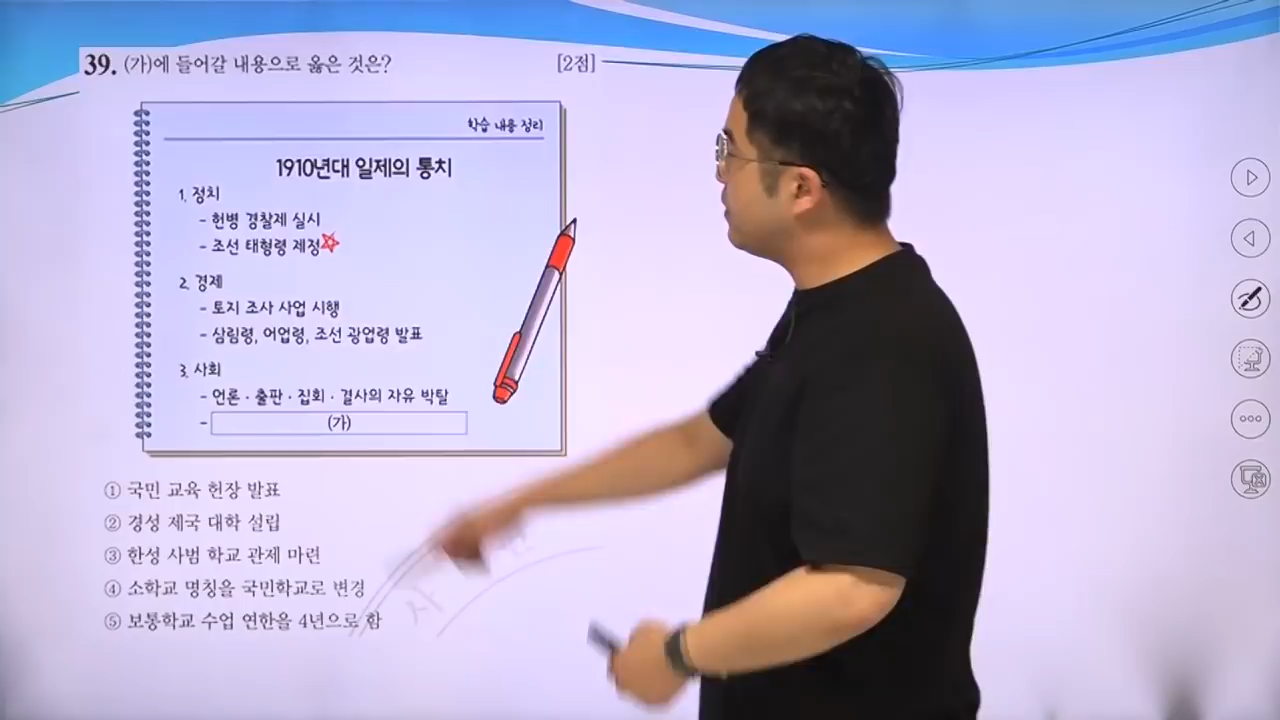 39. (가)에 들어갈 내용으로 옳은 것은? [2점]
학습 내용 정리
1910년대 일제의 통치
1. 정치
- 헌병 경찰제 실시
- 조선 태형령 제정
2. 경제
- 토지 조사 사업 시행
- 삼림령, 어업령, 조선 광업령 발표
3. 사회
- 언론·출판·집회·결사의 자유 박탈
- (가)
① 국민 교육 헌장 발표
② 경성 제국 대학 설립
③ 한성 사범 학교 관제 마련
④ 소학교 명칭을 국민학교로 변경
⑤ 보통학교 수업 연한을 4년으로 함